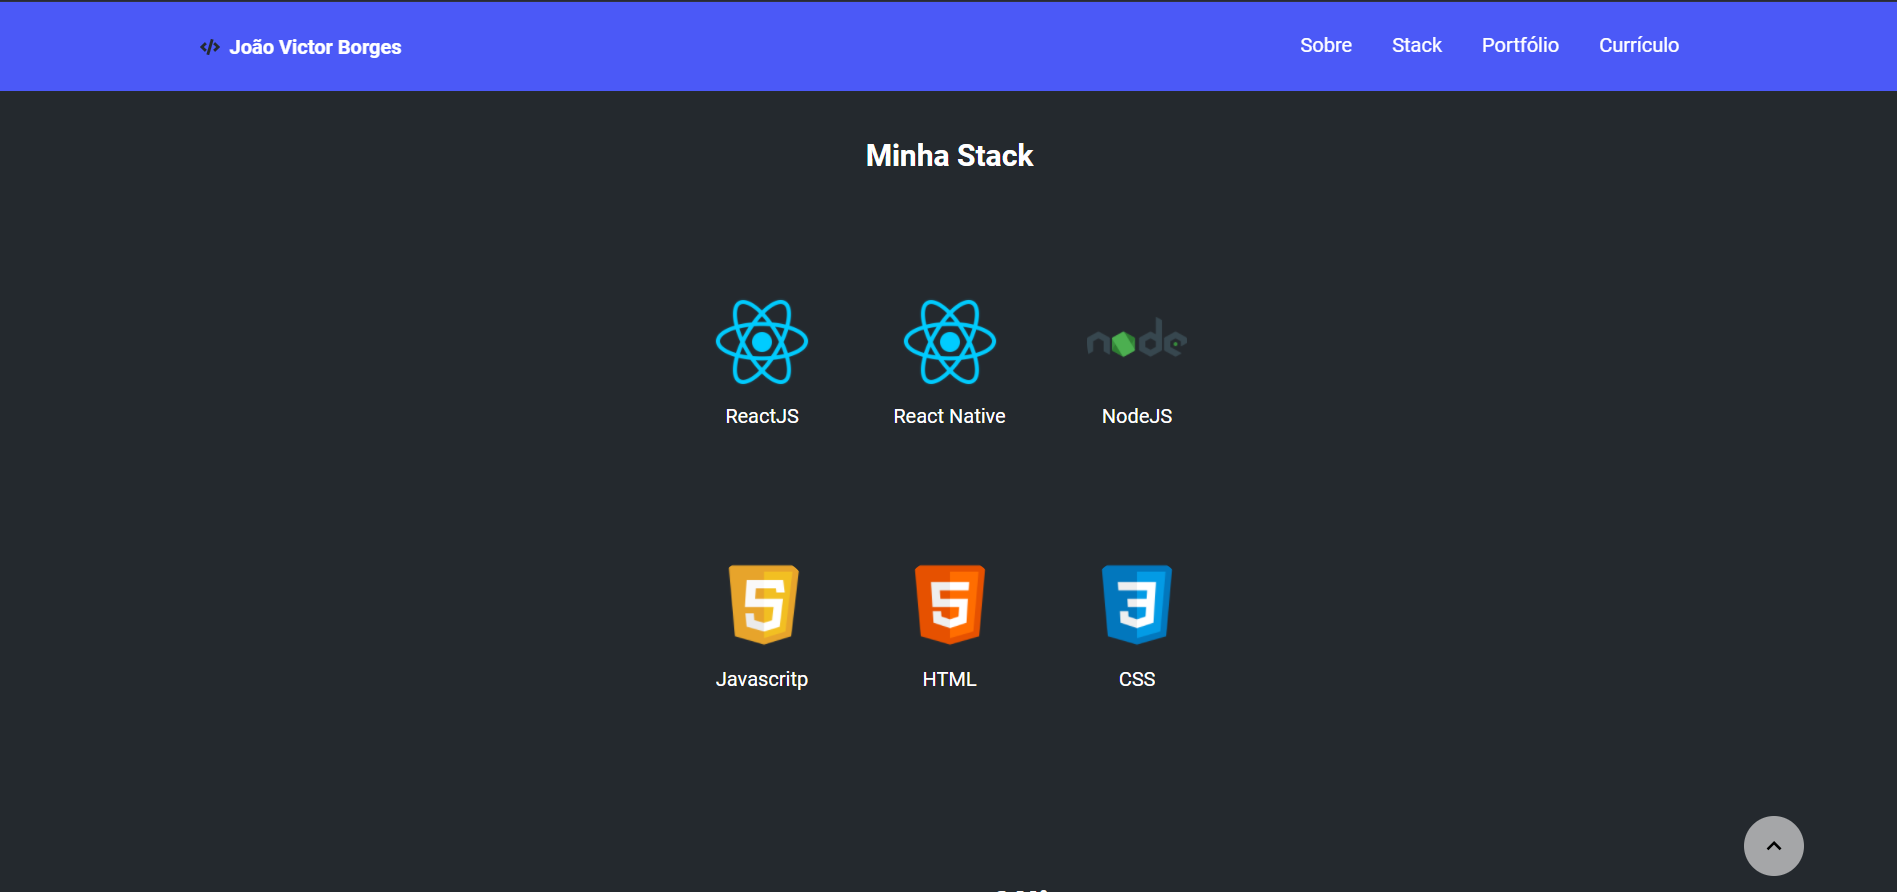 João Victor Borges
Sobre Stack Portfólio Currículo
Minha Stack
node
ReactJS React Native NodeJS
5 5 3
Javascritp HTML CSS